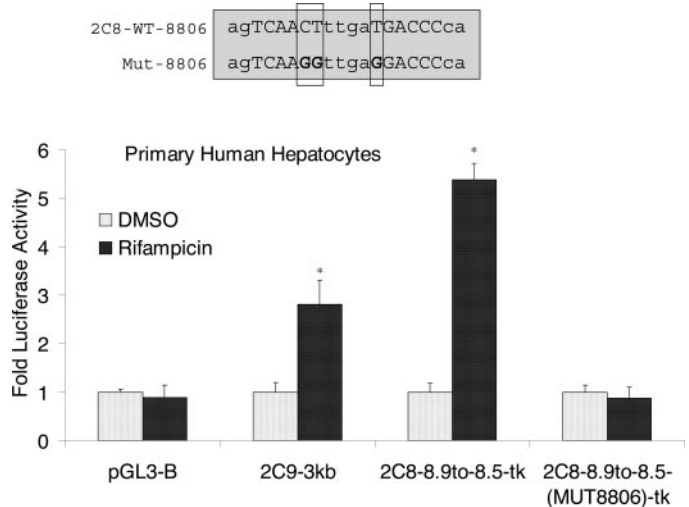 2C8-WT-8806 agTCAACTttgaTGACCCca
Mut-8806 agTCAAGGttgaGGACCCca
Primary Human Hepatocytes
DMSO
Rifampicin
Fold Luciferase Activity
6
5
4
3
2
1
0
*
*
pGL3-B 2C9-3kb 2C8-8.9to-8.5-tk 2C8-8.9to-8.5-
(MUT8806)-tk